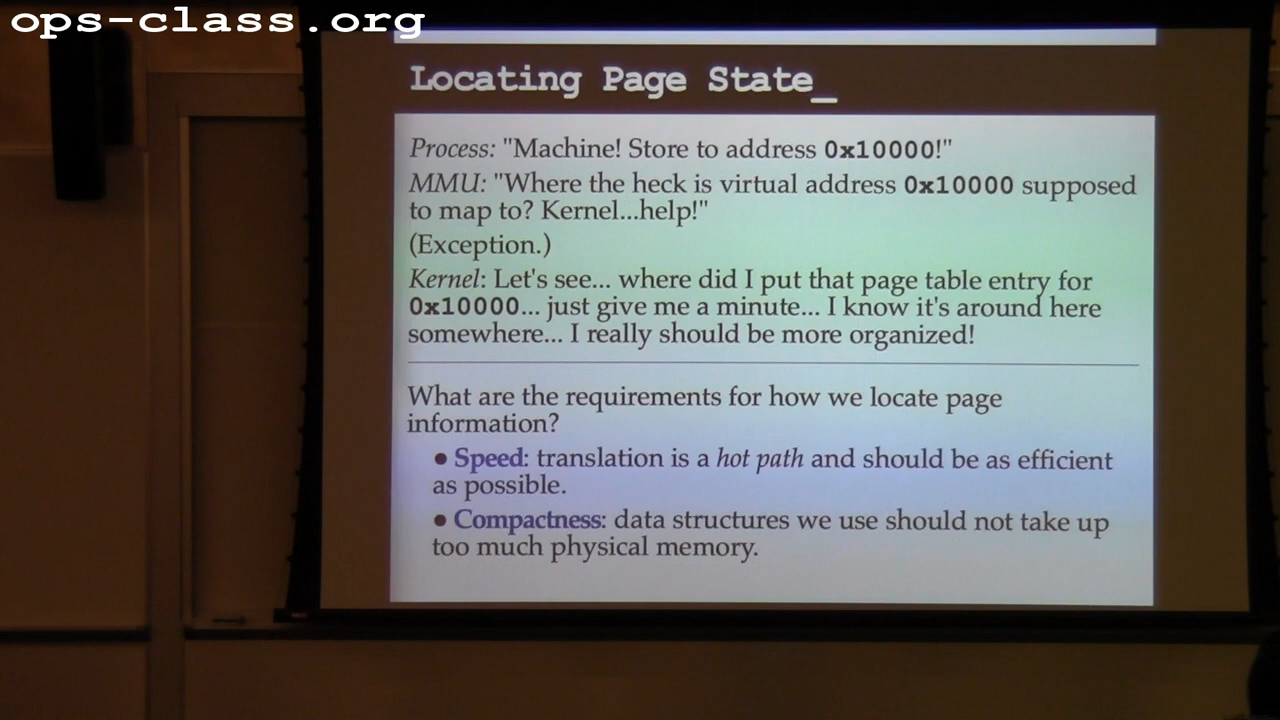 ops-class.org
Locating Page State_
Process: "Machine! Store to address 0x10000!"
MMU: "Where the heck is virtual address 0x10000 supposed
to map to? Kernel...help!"
(Exception.)
Kernel: Let's see... where did I put that page table entry for
0x10000... just give me a minute... I know it's around here
somewhere... I really should be more organized!
What are the requirements for how we locate page
information?
● Speed: translation is a hot path and should be as efficient
as possible.
● Compactness: data structures we use should not take up
too much physical memory.